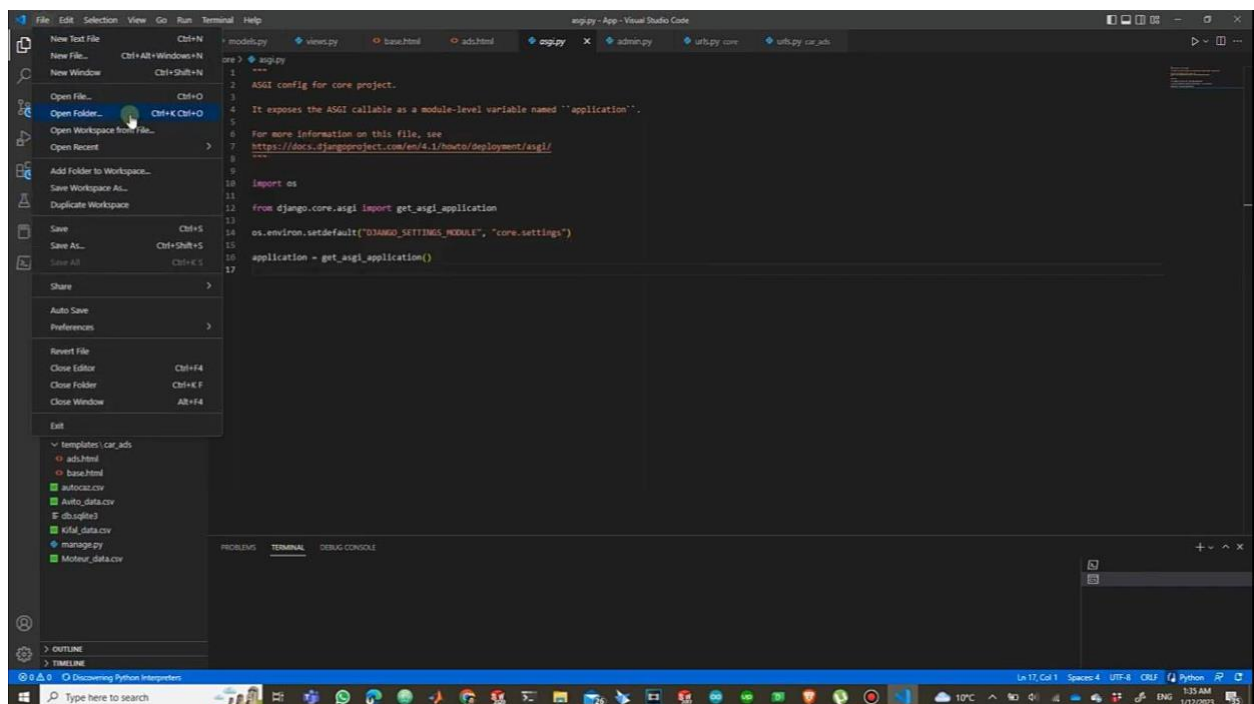 File Edit Selection View Go Run Terminal Help
asgi.py - App - Visual Studio Code
New Text File Ctrl+N
New File... Ctrl+Alt+Windows+N
New Window Ctrl+Shift+N
Open File... Ctrl+O
Open Folder... Ctrl+K Ctrl+O
Open Workspace from File...
Open Recent
Add Folder to Workspace...
Save Workspace As...
Duplicate Workspace
Save Ctrl+S
Save As... Ctrl+Shift+S
Save All Ctrl+K S
Share
Auto Save
Preferences
Revert File
Close Editor Ctrl+F4
Close Folder Ctrl+K F
Close Window Alt+F4
Exit
templates\car_ads
ads.html
base.html
autocaz.csv
Avito_data.csv
db.sqlite3
Kifal_data.csv
manage.py
Moteur_data.csv
OUTLINE
TIMELINE
models.py views.py base.html ads.html asgi.py admin.py urls.py core urls.py car_ads
core > asgi.py
1 """
2 ASGI config for core project.
3
4 It exposes the ASGI callable as a module-level variable named ``application``.
5
6 For more information on this file, see
7 https://docs.djangoproject.com/en/4.1/howto/deployment/asgi/
8 """
9
10 import os
11
12 from django.core.asgi import get_asgi_application
13
14 os.environ.setdefault("DJANGO_SETTINGS_MODULE", "core.settings")
15
16 application = get_asgi_application()
17
PROBLEMS TERMINAL DEBUG CONSOLE
0 0 Discovering Python Interpreters
Ln 17, Col 1 Spaces: 4 UTF-8 CRLF Python
Type here to search
10°C ENG 1:35 AM
1/12/2023